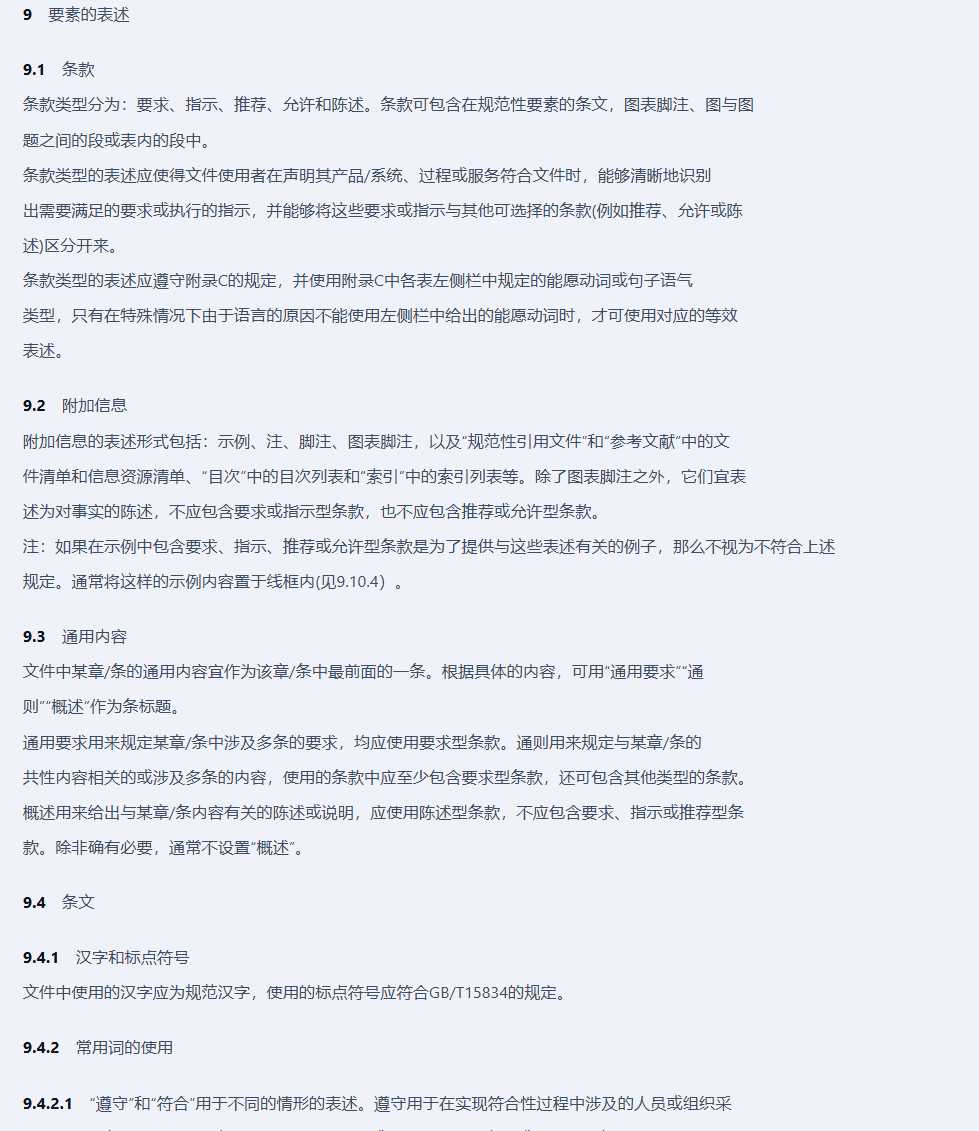 9 要素的表述
9.1 条款
条款类型分为：要求、指示、推荐、允许和陈述。条款可包含在规范性要素的条文，图表脚注、图与图
题之间的段或表内的段中。
条款类型的表述应使得文件使用者在声明其产品/系统、过程或服务符合文件时，能够清晰地识别
出需要满足的要求或执行的指示，并能够将这些要求或指示与其他可选择的条款(例如推荐、允许或陈
述)区分开来。
条款类型的表述应遵守附录C的规定，并使用附录C中各表左侧栏中规定的能愿动词或句子语气
类型，只有在特殊情况下由于语言的原因不能使用左侧栏中给出的能愿动词时，才可使用对应的等效
表述。
9.2 附加信息
附加信息的表述形式包括：示例、注、脚注、图表脚注，以及“规范性引用文件”和“参考文献”中的文
件清单和信息资源清单、“目次”中的目次列表和“索引”中的索引列表等。除了图表脚注之外，它们宜表
述为对事实的陈述，不应包含要求或指示型条款，也不应包含推荐或允许型条款。
注：如果在示例中包含要求、指示、推荐或允许型条款是为了提供与这些表述有关的例子，那么不视为不符合上述
规定。通常将这样的示例内容置于线框内(见9.10.4）。
9.3 通用内容
文件中某章/条的通用内容宜作为该章/条中最前面的一条。根据具体的内容，可用“通用要求”“通
则”“概述”作为条标题。
通用要求用来规定某章/条中涉及多条的要求，均应使用要求型条款。通则用来规定与某章/条的
共性内容相关的或涉及多条的内容，使用的条款中应至少包含要求型条款，还可包含其他类型的条款。
概述用来给出与某章/条内容有关的陈述或说明，应使用陈述型条款，不应包含要求、指示或推荐型条
款。除非确有必要，通常不设置“概述”。
9.4 条文
9.4.1 汉字和标点符号
文件中使用的汉字应为规范汉字，使用的标点符号应符合GB/T15834的规定。
9.4.2 常用词的使用
9.4.2.1 “遵守”和“符合”用于不同的情形的表述。遵守用于在实现符合性过程中涉及的人员或组织采